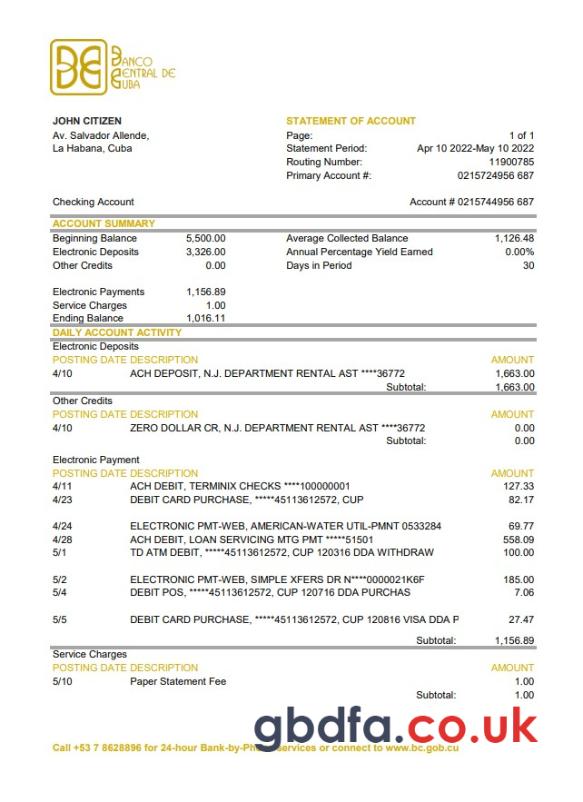 BANCO
CENTRAL DE
CUBA
JOHN CITIZEN
Av. Salvador Allende,
La Habana, Cuba
STATEMENT OF ACCOUNT
Page: 1 of 1
Statement Period: Apr 10 2022-May 10 2022
Routing Number: 11900785
Primary Account #: 0215724956 687
Checking Account Account # 0215744956 687
ACCOUNT SUMMARY
Beginning Balance 5,500.00 Average Collected Balance 1,126.48
Electronic Deposits 3,326.00 Annual Percentage Yield Earned 0.00%
Other Credits 0.00 Days in Period 30
Electronic Payments 1,156.89
Service Charges 1.00
Ending Balance 1,016.11
DAILY ACCOUNT ACTIVITY
Electronic Deposits
POSTING DATE DESCRIPTION AMOUNT
4/10 ACH DEPOSIT, N.J. DEPARTMENT RENTAL AST ****36772 1,663.00
Subtotal: 1,663.00
Other Credits
POSTING DATE DESCRIPTION AMOUNT
4/10 ZERO DOLLAR CR, N.J. DEPARTMENT RENTAL AST ****36772 0.00
Subtotal: 0.00
Electronic Payment
POSTING DATE DESCRIPTION AMOUNT
4/11 ACH DEBIT, TERMINIX CHECKS ****100000001 127.33
4/23 DEBIT CARD PURCHASE, *****45113612572, CUP 82.17
4/24 ELECTRONIC PMT-WEB, AMERICAN-WATER UTIL-PMNT 0533284 69.77
4/28 ACH DEBIT, LOAN SERVICING MTG PMT *****51501 558.09
5/1 TD ATM DEBIT, *****45113612572, CUP 120316 DDA WITHDRAW 100.00
5/2 ELECTRONIC PMT-WEB, SIMPLE XFERS DR N****0000021K6F 185.00
5/4 DEBIT POS, *****45113612572, CUP 120716 DDA PURCHAS 7.06
5/5 DEBIT CARD PURCHASE, *****45113612572, CUP 120816 VISA DDA P 27.47
Subtotal: 1,156.89
Service Charges
POSTING DATE DESCRIPTION AMOUNT
5/10 Paper Statement Fee 1.00
Subtotal: 1.00
gbdfa.co.uk
Call +53 7 8628896 for 24-hour Bank-by-Ph services or connect to www.bc.gob.cu